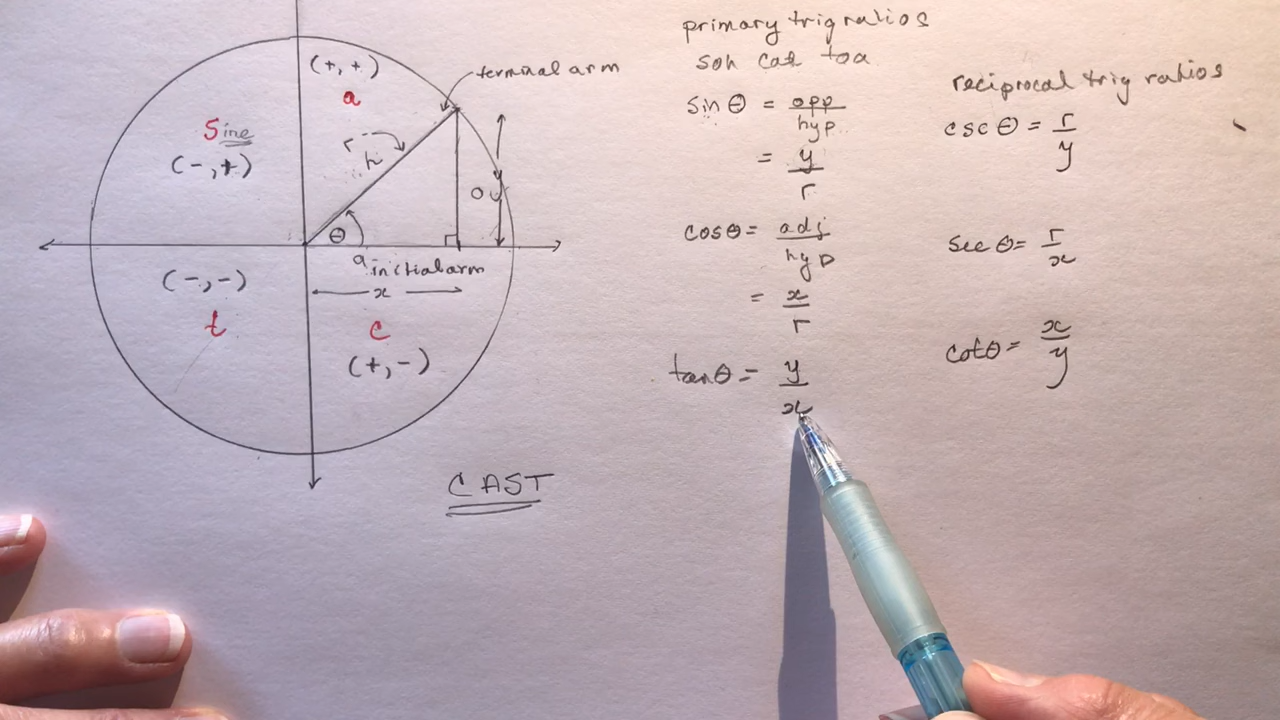 (+,+)
a
terminal arm
Sine
(-,+)
r
h
o y
θ
a
initial arm
x
(-,-)
t
c
(+,-)
CAST
primary trig ratios
soh cah toa
sin θ = opp
hyp
= y
r
cos θ = adj
hyp
= x
r
tan θ = y
x
reciprocal trig ratios
csc θ = r
y
sec θ = r
x
cot θ = x
y